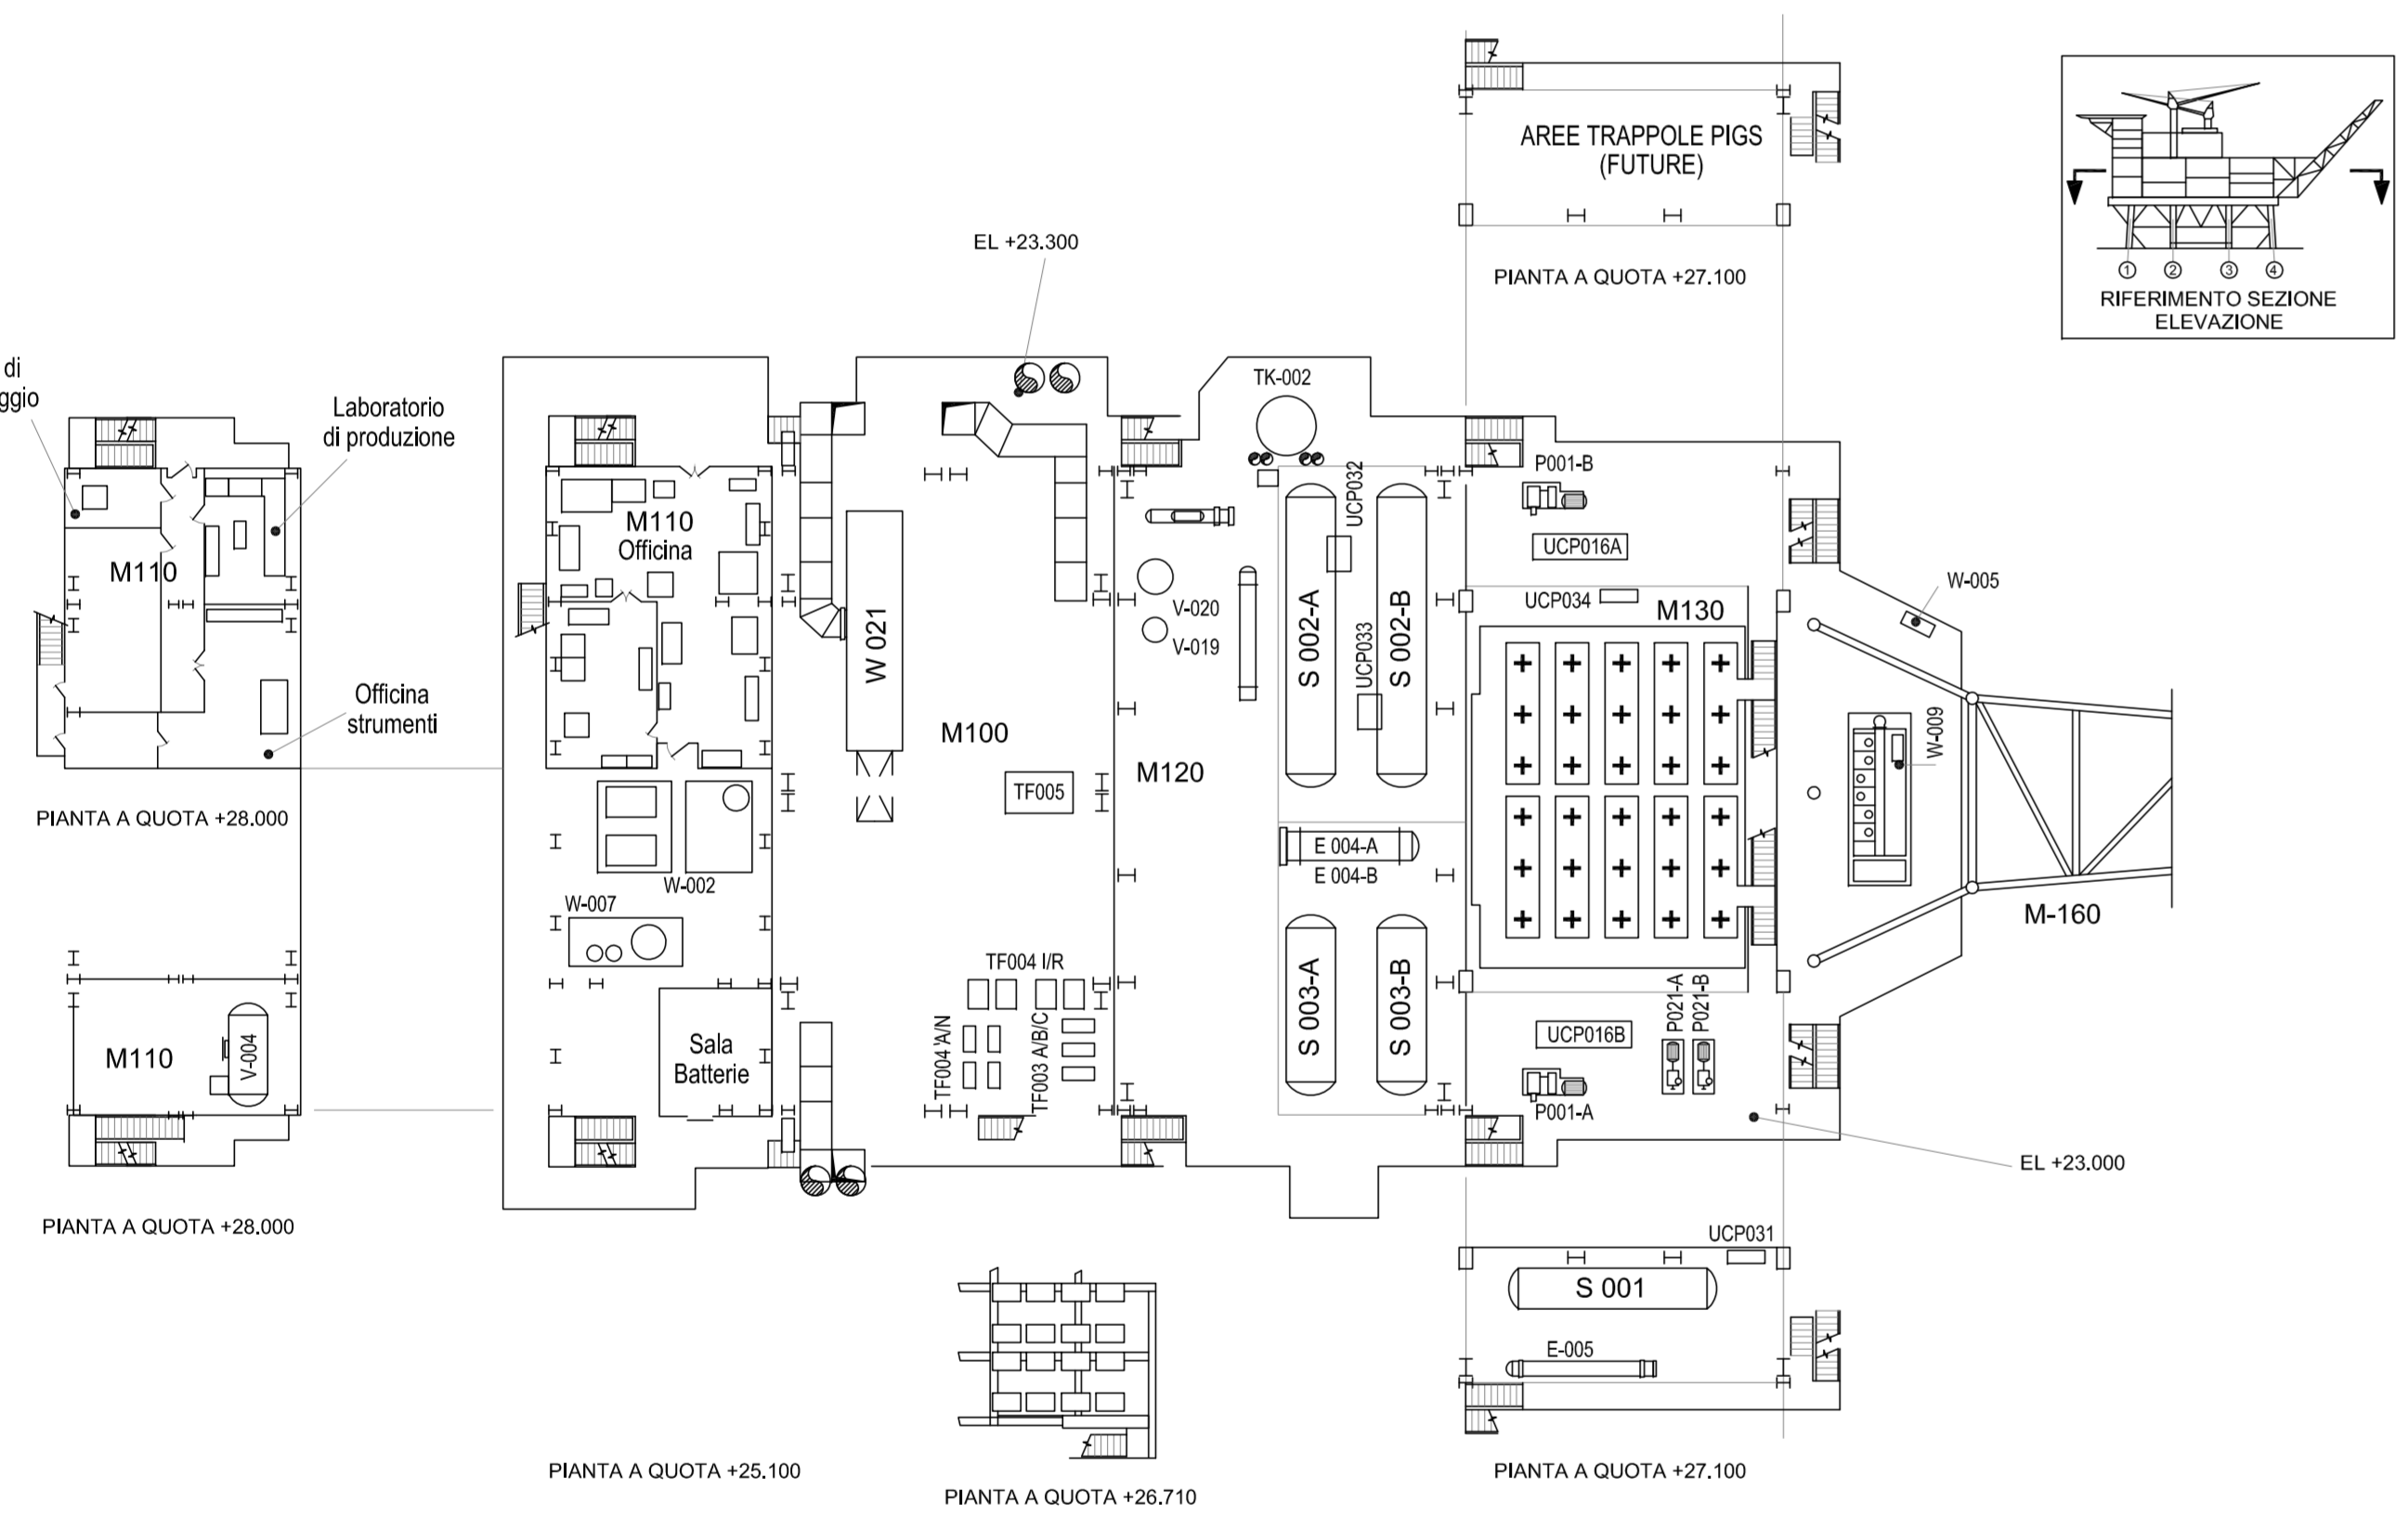 AREE TRAPPOLE PIGS
(FUTURE)
PIANTA A QUOTA +27.100
1
2
3
4
RIFERIMENTO SEZIONE
ELEVAZIONE
EL +23.300
di
Laboratorio
di produzione
M110
Officina
strumenti
PIANTA A QUOTA +28.000
M110
V-004
PIANTA A QUOTA +28.000
M110
Officina
W-002
W-007
Sala
Batterie
W 021
M100
TF005
TF004 I/R
TF004 'A/N
TF003 A/B/C
TK-002
V-020
V-019
M120
UCP032
UCP033
S 002-A
S 002-B
E 004-A
E 004-B
S 003-A
S 003-B
P001-B
UCP016A
UCP034
M130
W-005
W-009
M-160
P021-A
P021-B
UCP016B
P001-A
EL +23.000
UCP031
S 001
E-005
PIANTA A QUOTA +25.100
PIANTA A QUOTA +26.710
PIANTA A QUOTA +27.100